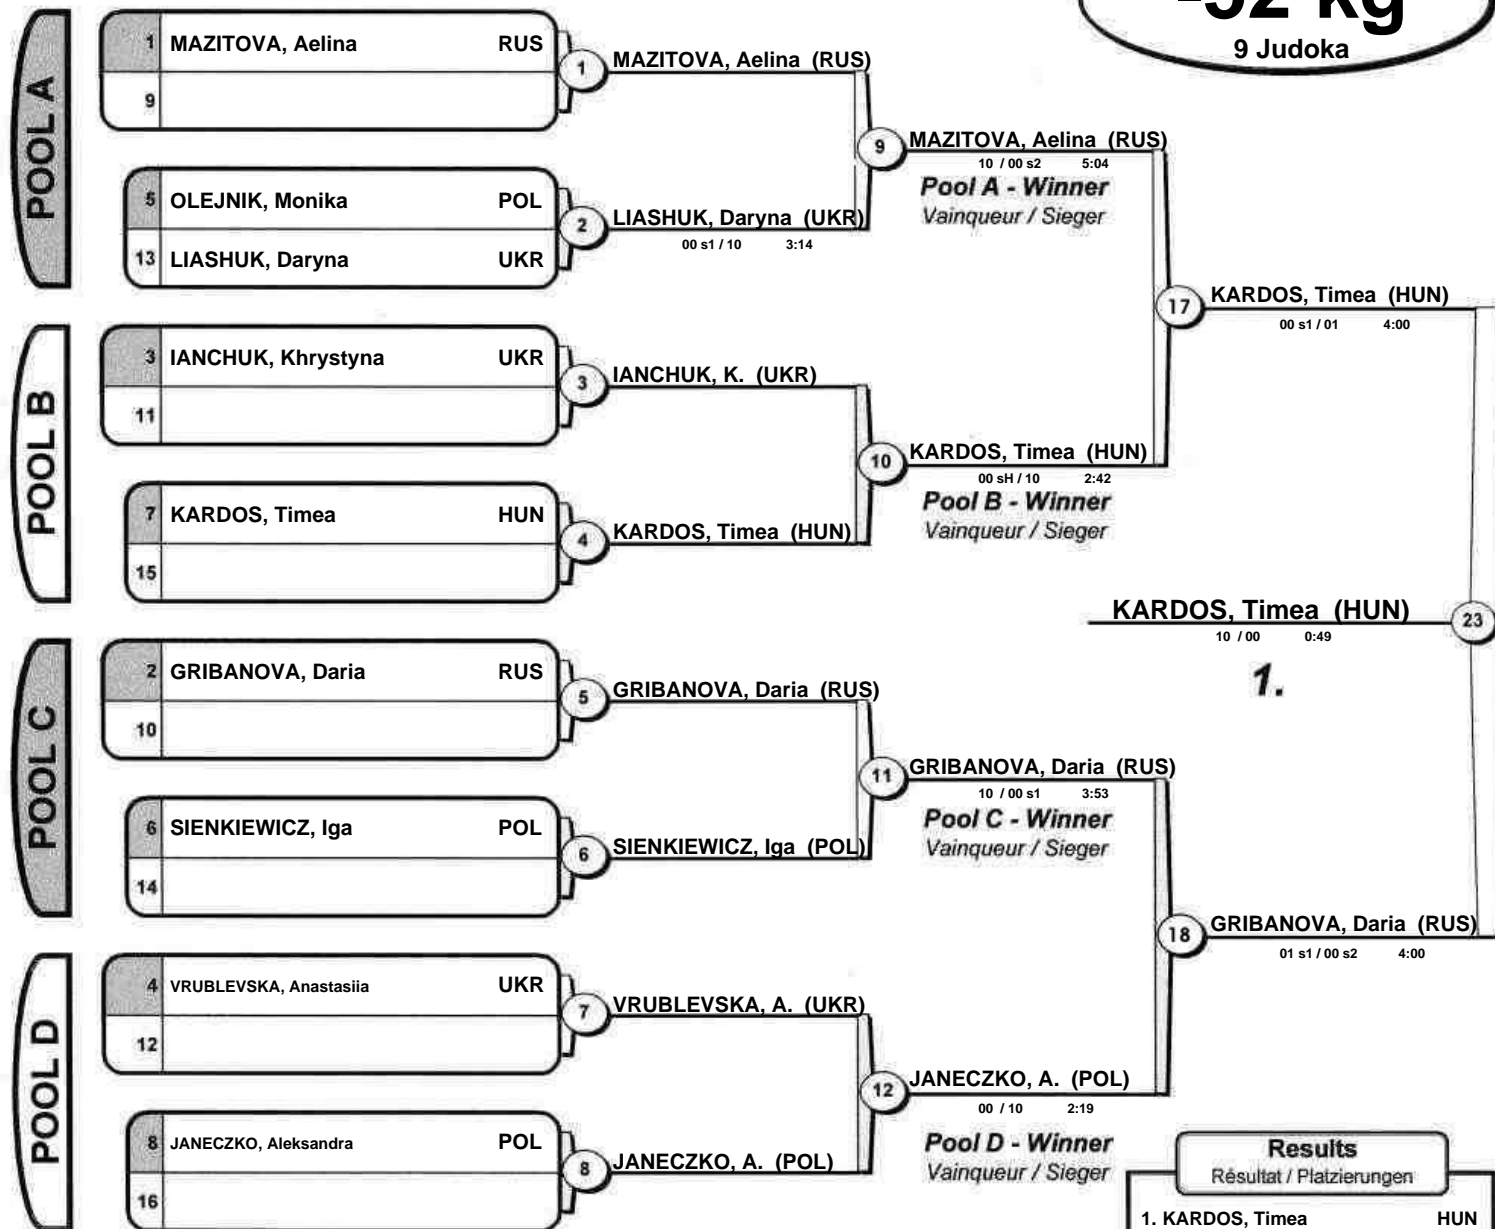 -52 kg
9 Judoka
POOL A
1 MAZITOVA, Aelina RUS
9
5 OLEJNIK, Monika POL
13 LIASHUK, Daryna UKR
1 MAZITOVA, Aelina (RUS)
2 LIASHUK, Daryna (UKR)
00 s1 / 10 3:14
9 MAZITOVA, Aelina (RUS)
10 / 00 s2 5:04
Pool A - Winner
Vainqueur / Sieger
POOL B
3 IANCHUK, Khrystyna UKR
11
7 KARDOS, Timea HUN
15
3 IANCHUK, K. (UKR)
4 KARDOS, Timea (HUN)
10 KARDOS, Timea (HUN)
00 sH / 10 2:42
Pool B - Winner
Vainqueur / Sieger
17 KARDOS, Timea (HUN)
00 s1 / 01 4:00
KARDOS, Timea (HUN) 23
10 / 00 0:49
1.
POOL C
2 GRIBANOVA, Daria RUS
10
6 SIENKIEWICZ, Iga POL
14
5 GRIBANOVA, Daria (RUS)
6 SIENKIEWICZ, Iga (POL)
11 GRIBANOVA, Daria (RUS)
10 / 00 s1 3:53
Pool C - Winner
Vainqueur / Sieger
POOL D
4 VRUBLEVSKA, Anastasiia UKR
12
8 JANECZKO, Aleksandra POL
16
7 VRUBLEVSKA, A. (UKR)
8 JANECZKO, A. (POL)
12 JANECZKO, A. (POL)
00 / 10 2:19
Pool D - Winner
Vainqueur / Sieger
18 GRIBANOVA, Daria (RUS)
01 s1 / 00 s2 4:00
Results
Résultat / Platzierungen
1. KARDOS, Timea HUN